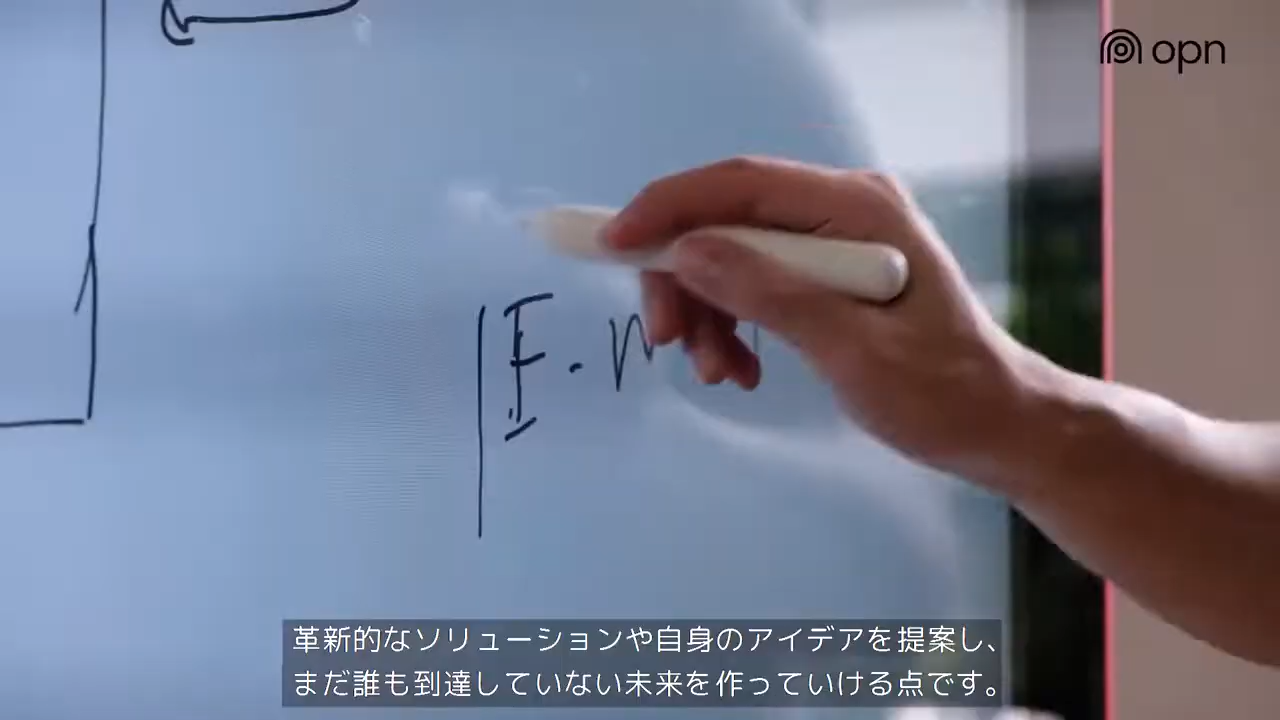 opn
革新的なソリューションや自身のアイデアを提案し、
まだ誰も到達していない未来を作っていける点です。